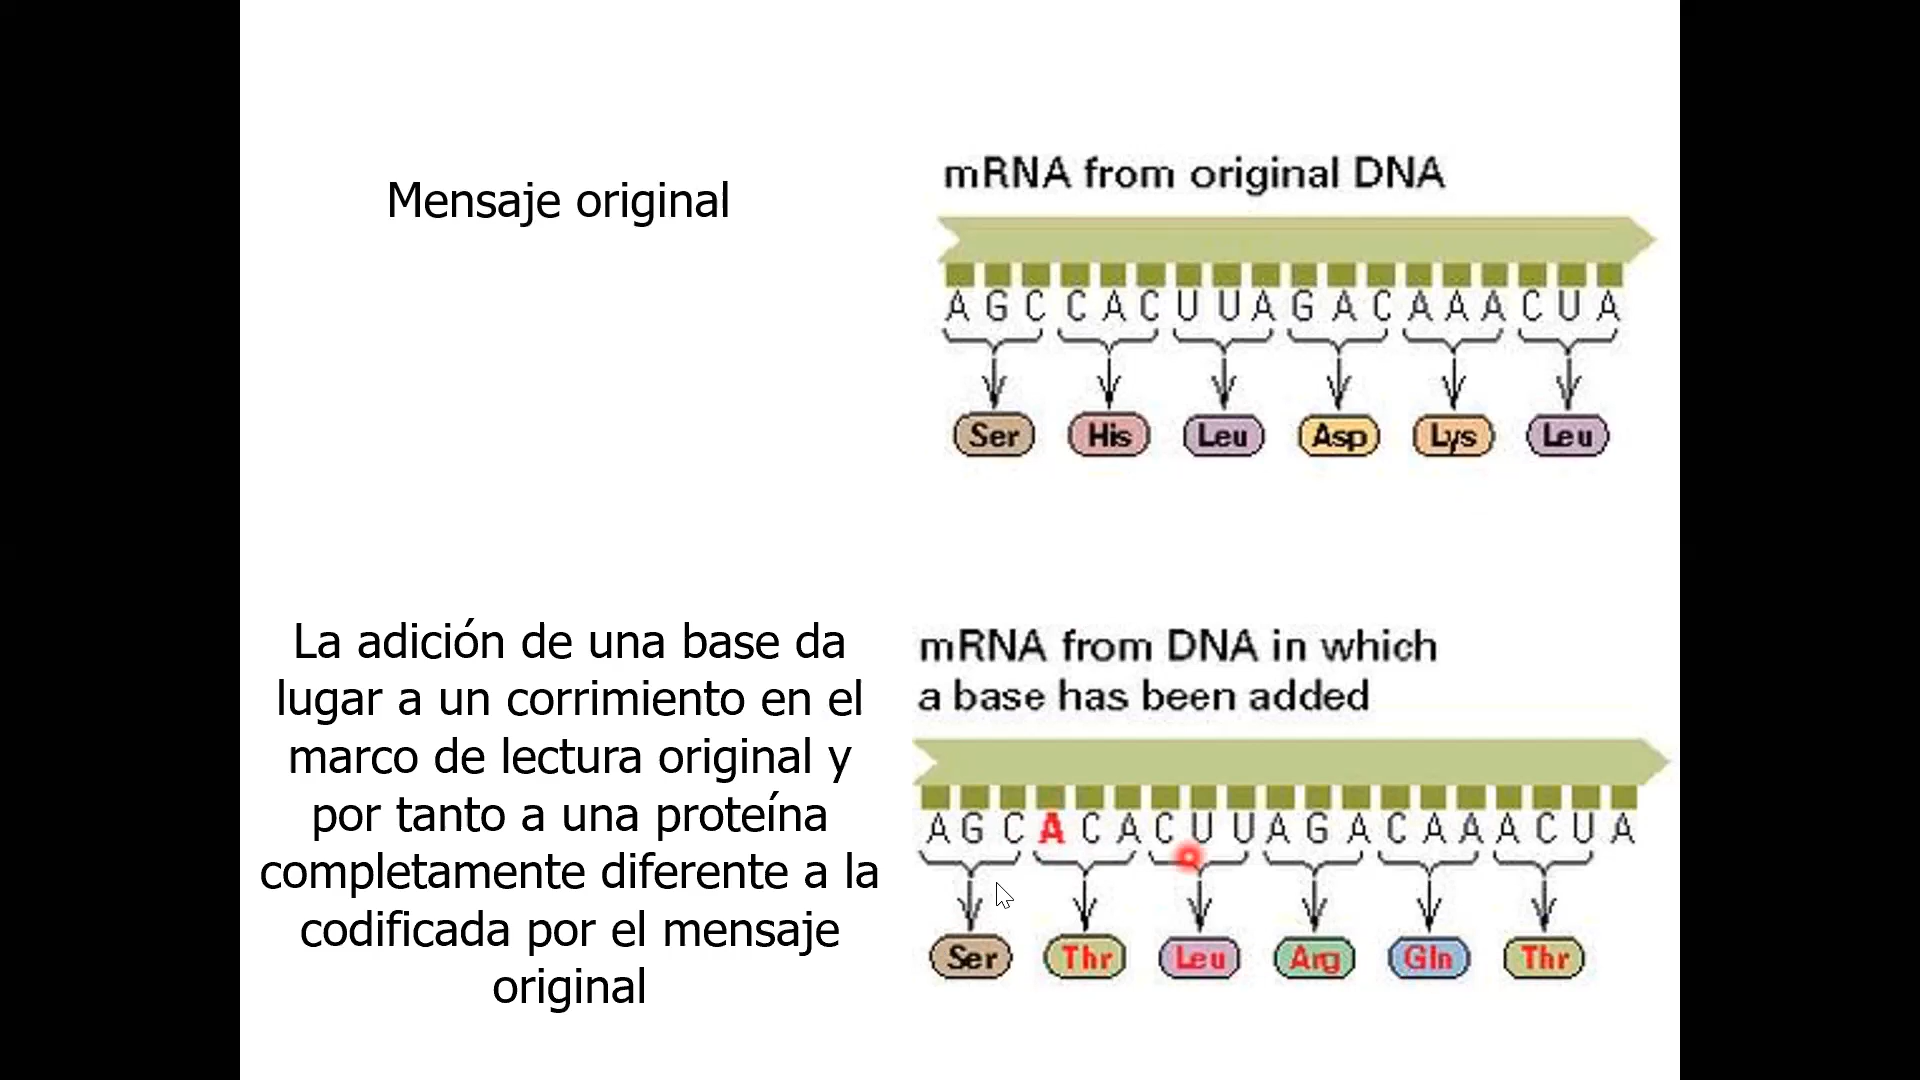 Mensaje original
mRNA from original DNA
A G C C A C U U A G A C A A A C U A
Ser His Leu Asp Lys Leu
La adición de una base da
lugar a un corrimiento en el
marco de lectura original y
por tanto a una proteína
completamente diferente a la
codificada por el mensaje
original
mRNA from DNA in which
a base has been added
A G C A C A C U U A G A C A A A C U A
Ser Thr Leu Arg Gln Thr